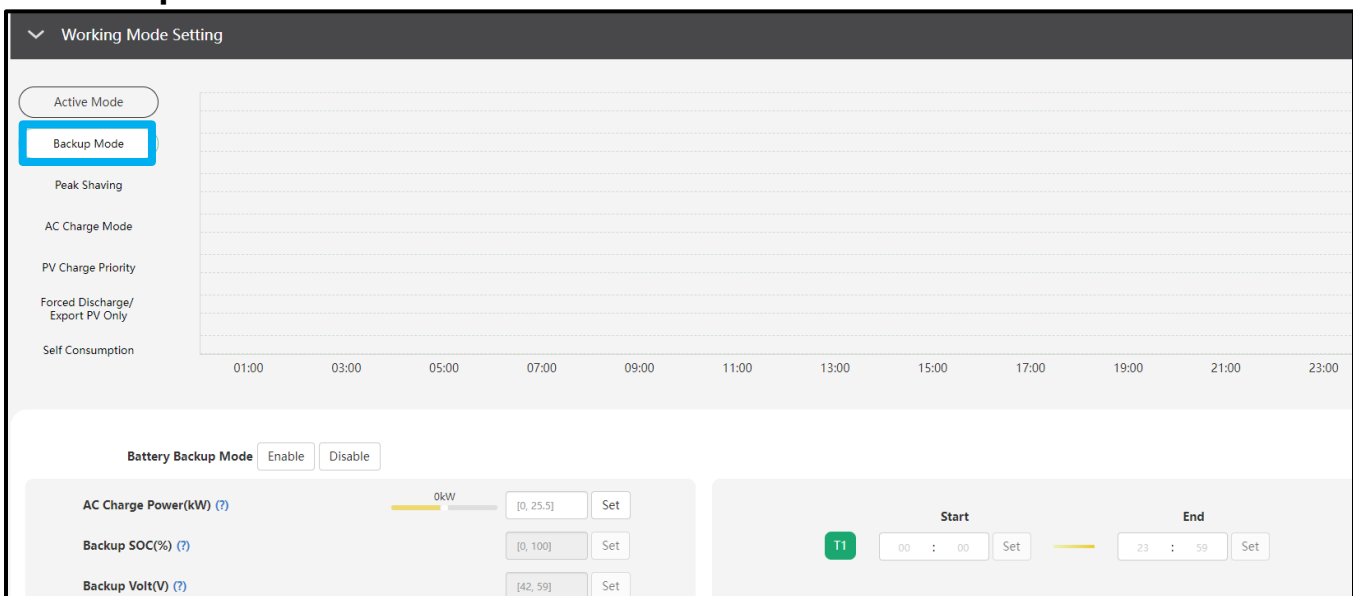 Working Mode Setting
Active Mode
Backup Mode
Peak Shaving
AC Charge Mode
PV Charge Priority
Forced Discharge/
Export PV Only
Self Consumption
01:00 03:00 05:00 07:00 09:00 11:00 13:00 15:00 17:00 19:00 21:00 23:00
Battery Backup Mode Enable Disable
AC Charge Power(kW) (?) 0kW [0, 25.5] Set
Backup SOC(%) (?) [0, 100] Set
Backup Volt(V) (?) [42, 59] Set
Start End
T1 00 : 00 Set 23 : 59 Set